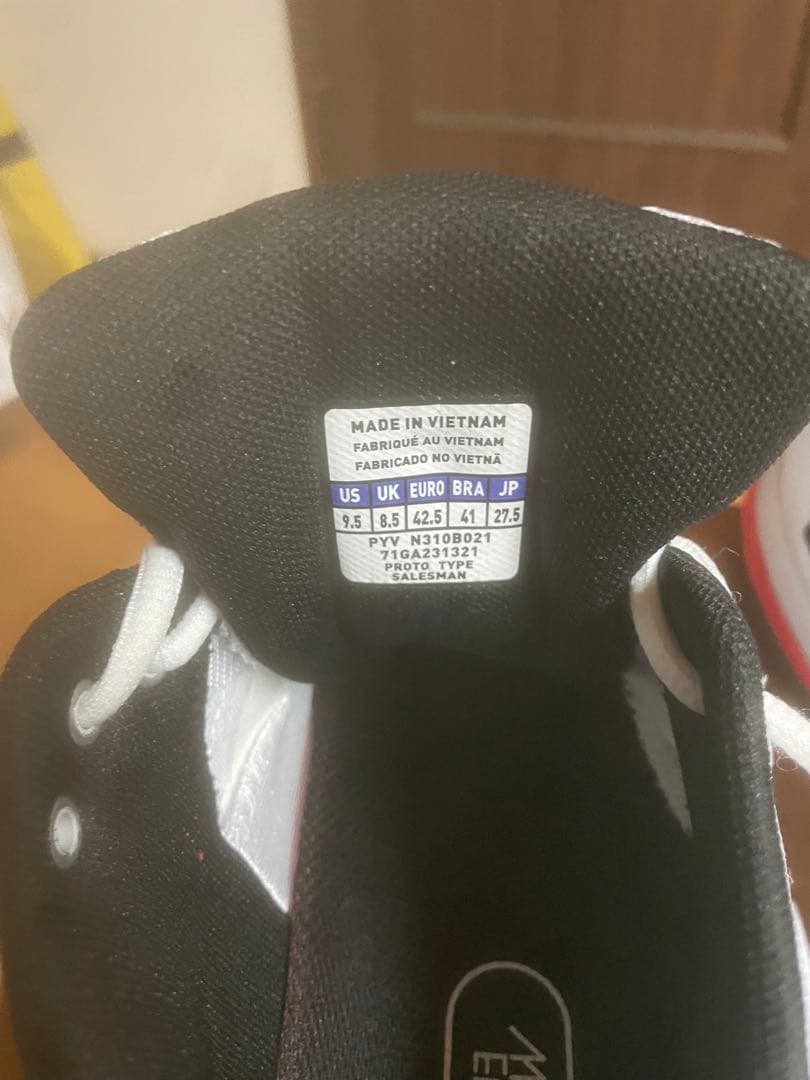 MADE IN VIETNAM
FABRIQUÉ AU VIETNAM
FABRICADO NO VIETNÃ
US UK EURO BRA JP
9.5 8.5 42.5 41 27.5
PYV N310B021
71GA231321
PROTO TYPE
SALESMAN